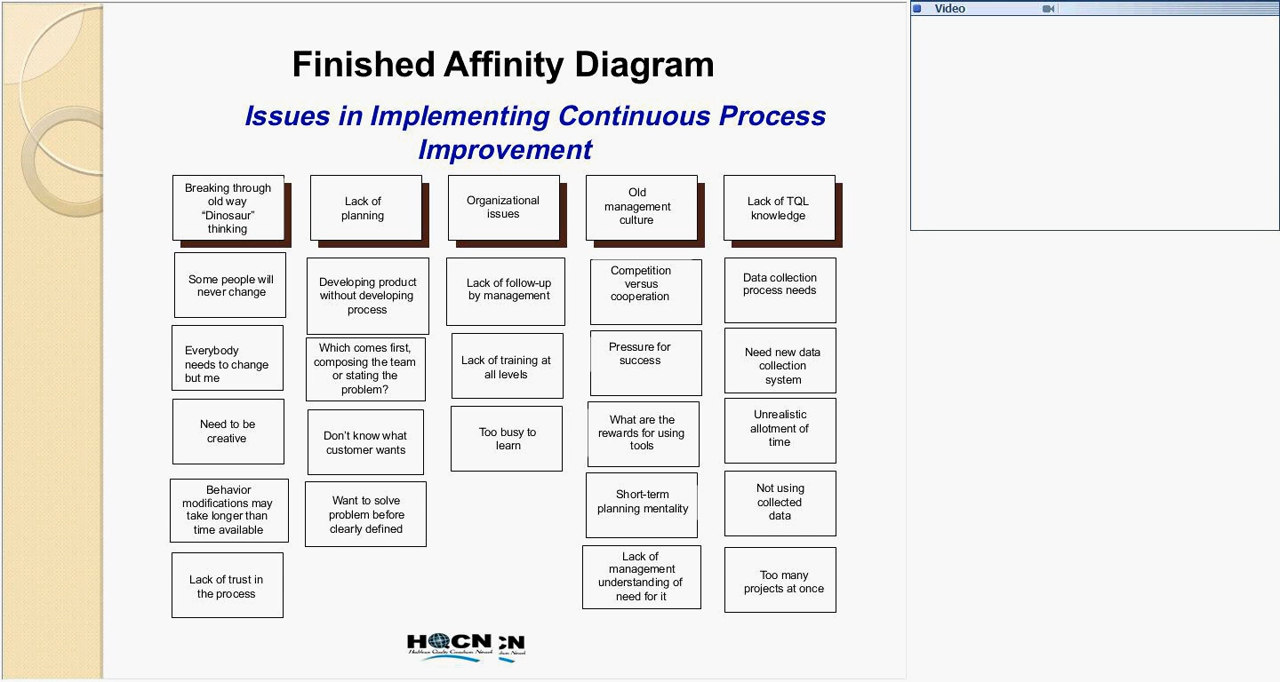 Video
Finished Affinity Diagram
Issues in Implementing Continuous Process
Improvement
Breaking through
old way
“Dinosaur”
thinking
Lack of
planning
Organizational
issues
Old
management
culture
Lack of TQL
knowledge
Some people will
never change
Everybody
needs to change
but me
Need to be
creative
Behavior
modifications may
take longer than
time available
Lack of trust in
the process
Developing product
without developing
process
Which comes first,
composing the team
or stating the
problem?
Don’t know what
customer wants
Want to solve
problem before
clearly defined
Lack of follow-up
by management
Lack of training at
all levels
Too busy to
learn
Competition
versus
cooperation
Pressure for
success
What are the
rewards for using
tools
Short-term
planning mentality
Lack of
management
understanding of
need for it
Data collection
process needs
Need new data
collection
system
Unrealistic
allotment of
time
Not using
collected
data
Too many
projects at once
HQCN CN